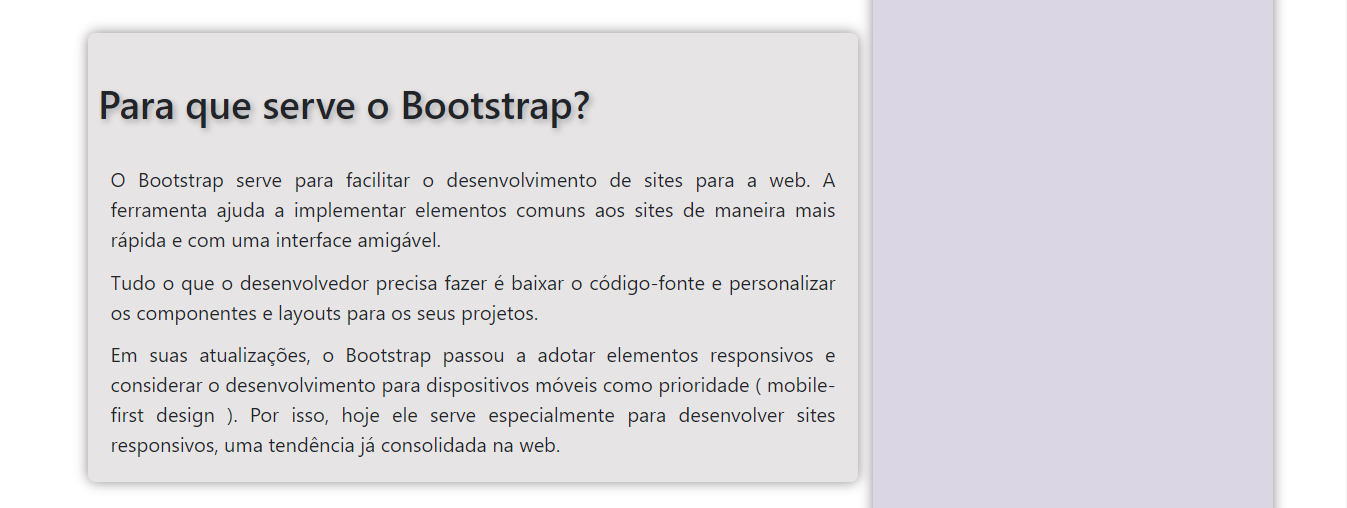 Para que serve o Bootstrap?
O Bootstrap serve para facilitar o desenvolvimento de sites para a web. A
ferramenta ajuda a implementar elementos comuns aos sites de maneira mais
rápida e com uma interface amigável.
Tudo o que o desenvolvedor precisa fazer é baixar o código-fonte e personalizar
os componentes e layouts para os seus projetos.
Em suas atualizações, o Bootstrap passou a adotar elementos responsivos e
considerar o desenvolvimento para dispositivos móveis como prioridade ( mobile-
first design ). Por isso, hoje ele serve especialmente para desenvolver sites
responsivos, uma tendência já consolidada na web.